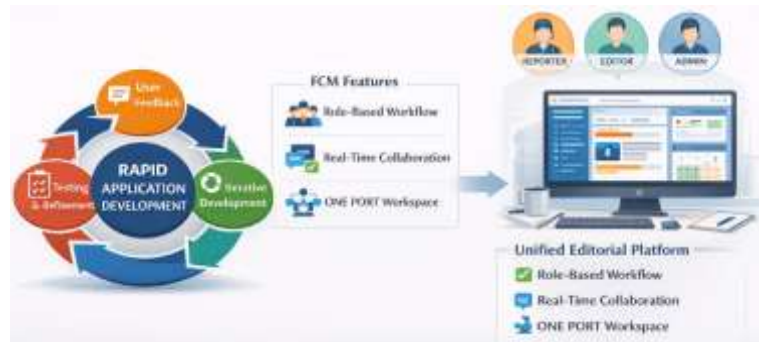 User
Feedback
RAPID
APPLICATION
DEVELOPMENT
Testing
& Refinement
Iterative
Development
FCM Features
Role-Based Workflow
Real-Time Collaboration
ONE PORT Workspace
REPORTER
EDITOR
ADMIN
Unified Editorial Platform
Role-Based Workflow
Real-Time Collaboration
ONE PORT Workspace